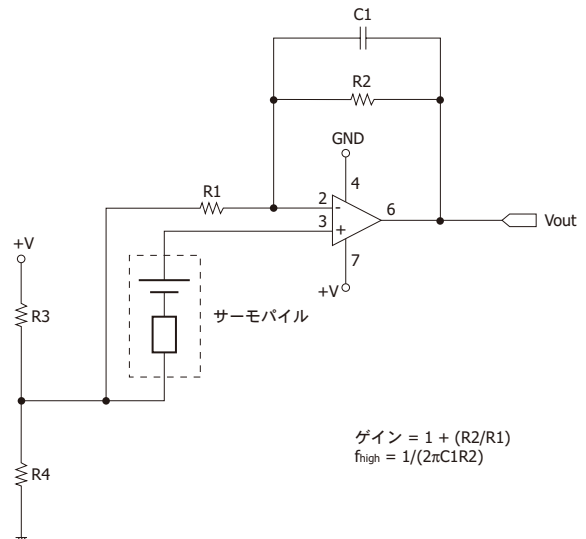 C1
R2
GND
4
R1
2
-
6
Vout
3
+
+V
7
+V
サーモパイル
R3
R4
ゲイン = 1 + (R2/R1)
fhigh = 1/(2πC1R2)